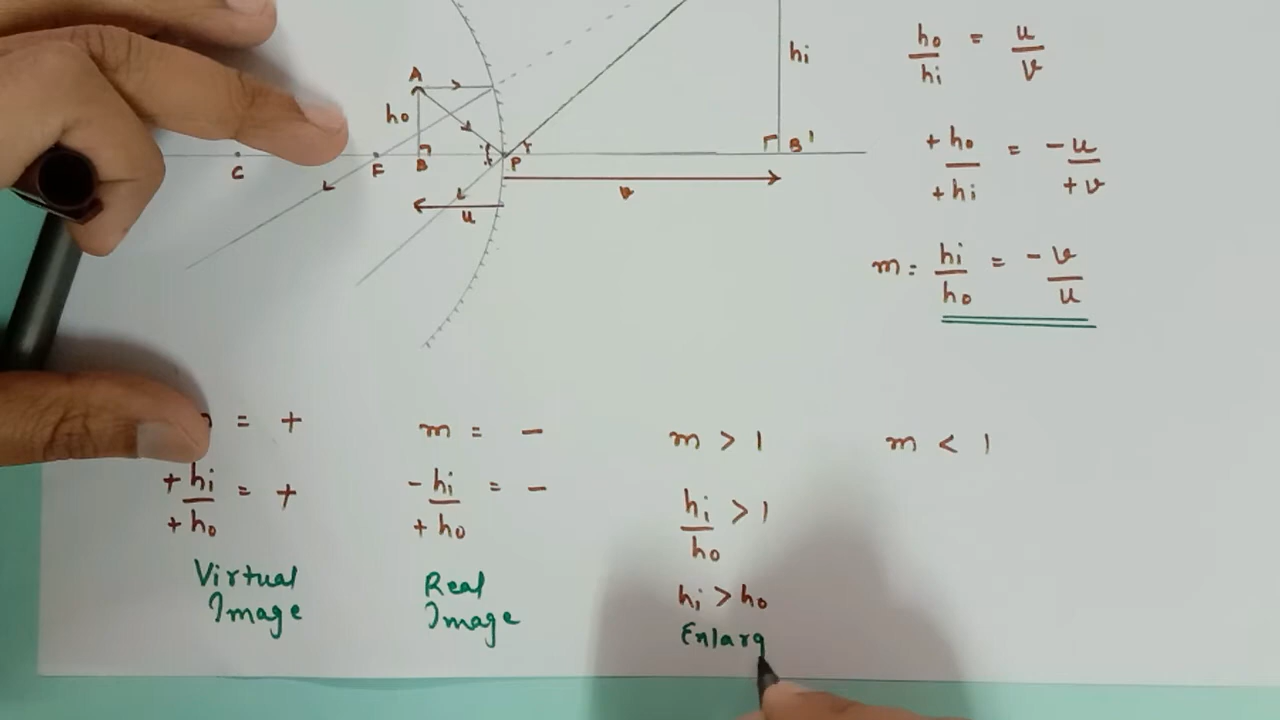 hi
ho/hi = u/v
A
ho
C
F
B
i
P
r
B'
+ho/+hi = -u/+v
v
u
m = hi/ho = -v/u
= +
m = -
m > 1
m < 1
+hi/+ho = +
-hi/+ho = -
hi/ho > 1
hi > ho
Virtual
Image
Real
Image
Enlarg